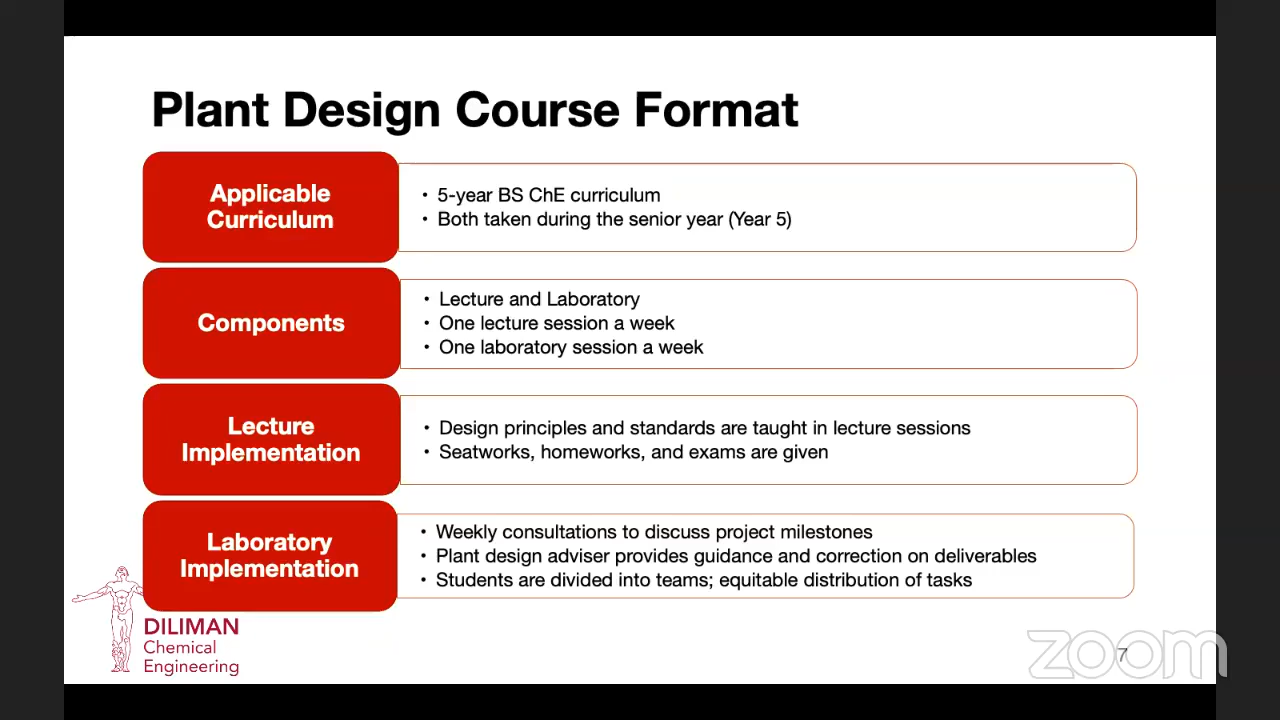 Plant Design Course Format
Applicable
Curriculum
• 5-year BS ChE curriculum
• Both taken during the senior year (Year 5)
Components
• Lecture and Laboratory
• One lecture session a week
• One laboratory session a week
Lecture
Implementation
• Design principles and standards are taught in lecture sessions
• Seatworks, homeworks, and exams are given
Laboratory
Implementation
• Weekly consultations to discuss project milestones
• Plant design adviser provides guidance and correction on deliverables
• Students are divided into teams; equitable distribution of tasks
DILIMAN
Chemical
Engineering
zoom
7